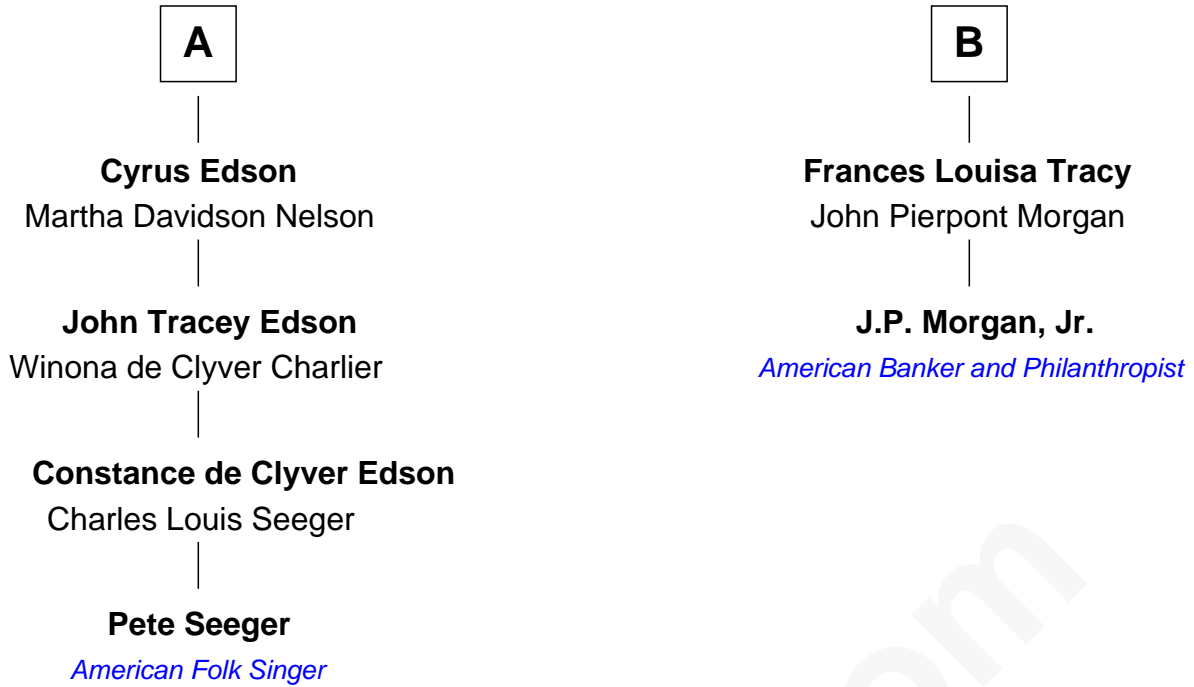 A
B
Cyrus Edson
Martha Davidson Nelson
Frances Louisa Tracy
John Pierpont Morgan
John Tracey Edson
Winona de Clyver Charlier
J.P. Morgan, Jr.
American Banker and Philanthropist
Constance de Clyver Edson
Charles Louis Seeger
Pete Seeger
American Folk Singer
om